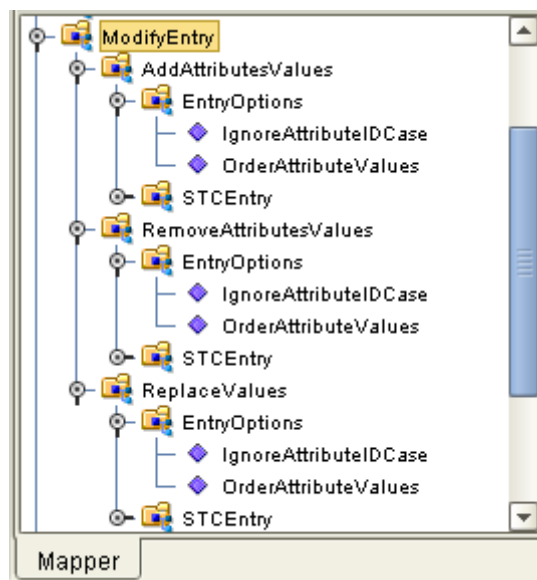 ModifyEntry
AddAttributesValues
EntryOptions
IgnoreAttributeIDCase
OrderAttributeValues
STCEntry
RemoveAttributesValues
EntryOptions
IgnoreAttributeIDCase
OrderAttributeValues
STCEntry
ReplaceValues
EntryOptions
IgnoreAttributeIDCase
OrderAttributeValues
STCEntry
Mapper